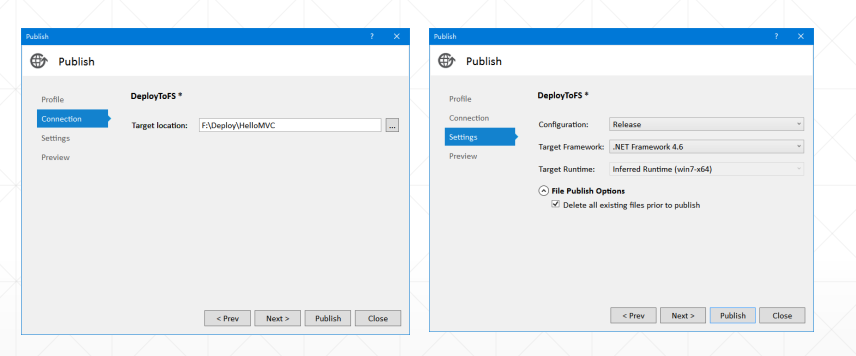 Publish ? ✕
Publish
Profile
Connection
Settings
Preview
DeployToFS *
Target location: F:\Deploy\HelloMVC ...
< Prev Next > Publish Close
Publish ? ✕
Publish
Profile
Connection
Settings
Preview
DeployToFS *
Configuration: Release
Target Framework: .NET Framework 4.6
Target Runtime: Inferred Runtime (win7-x64)
File Publish Options
Delete all existing files prior to publish
< Prev Next > Publish Close